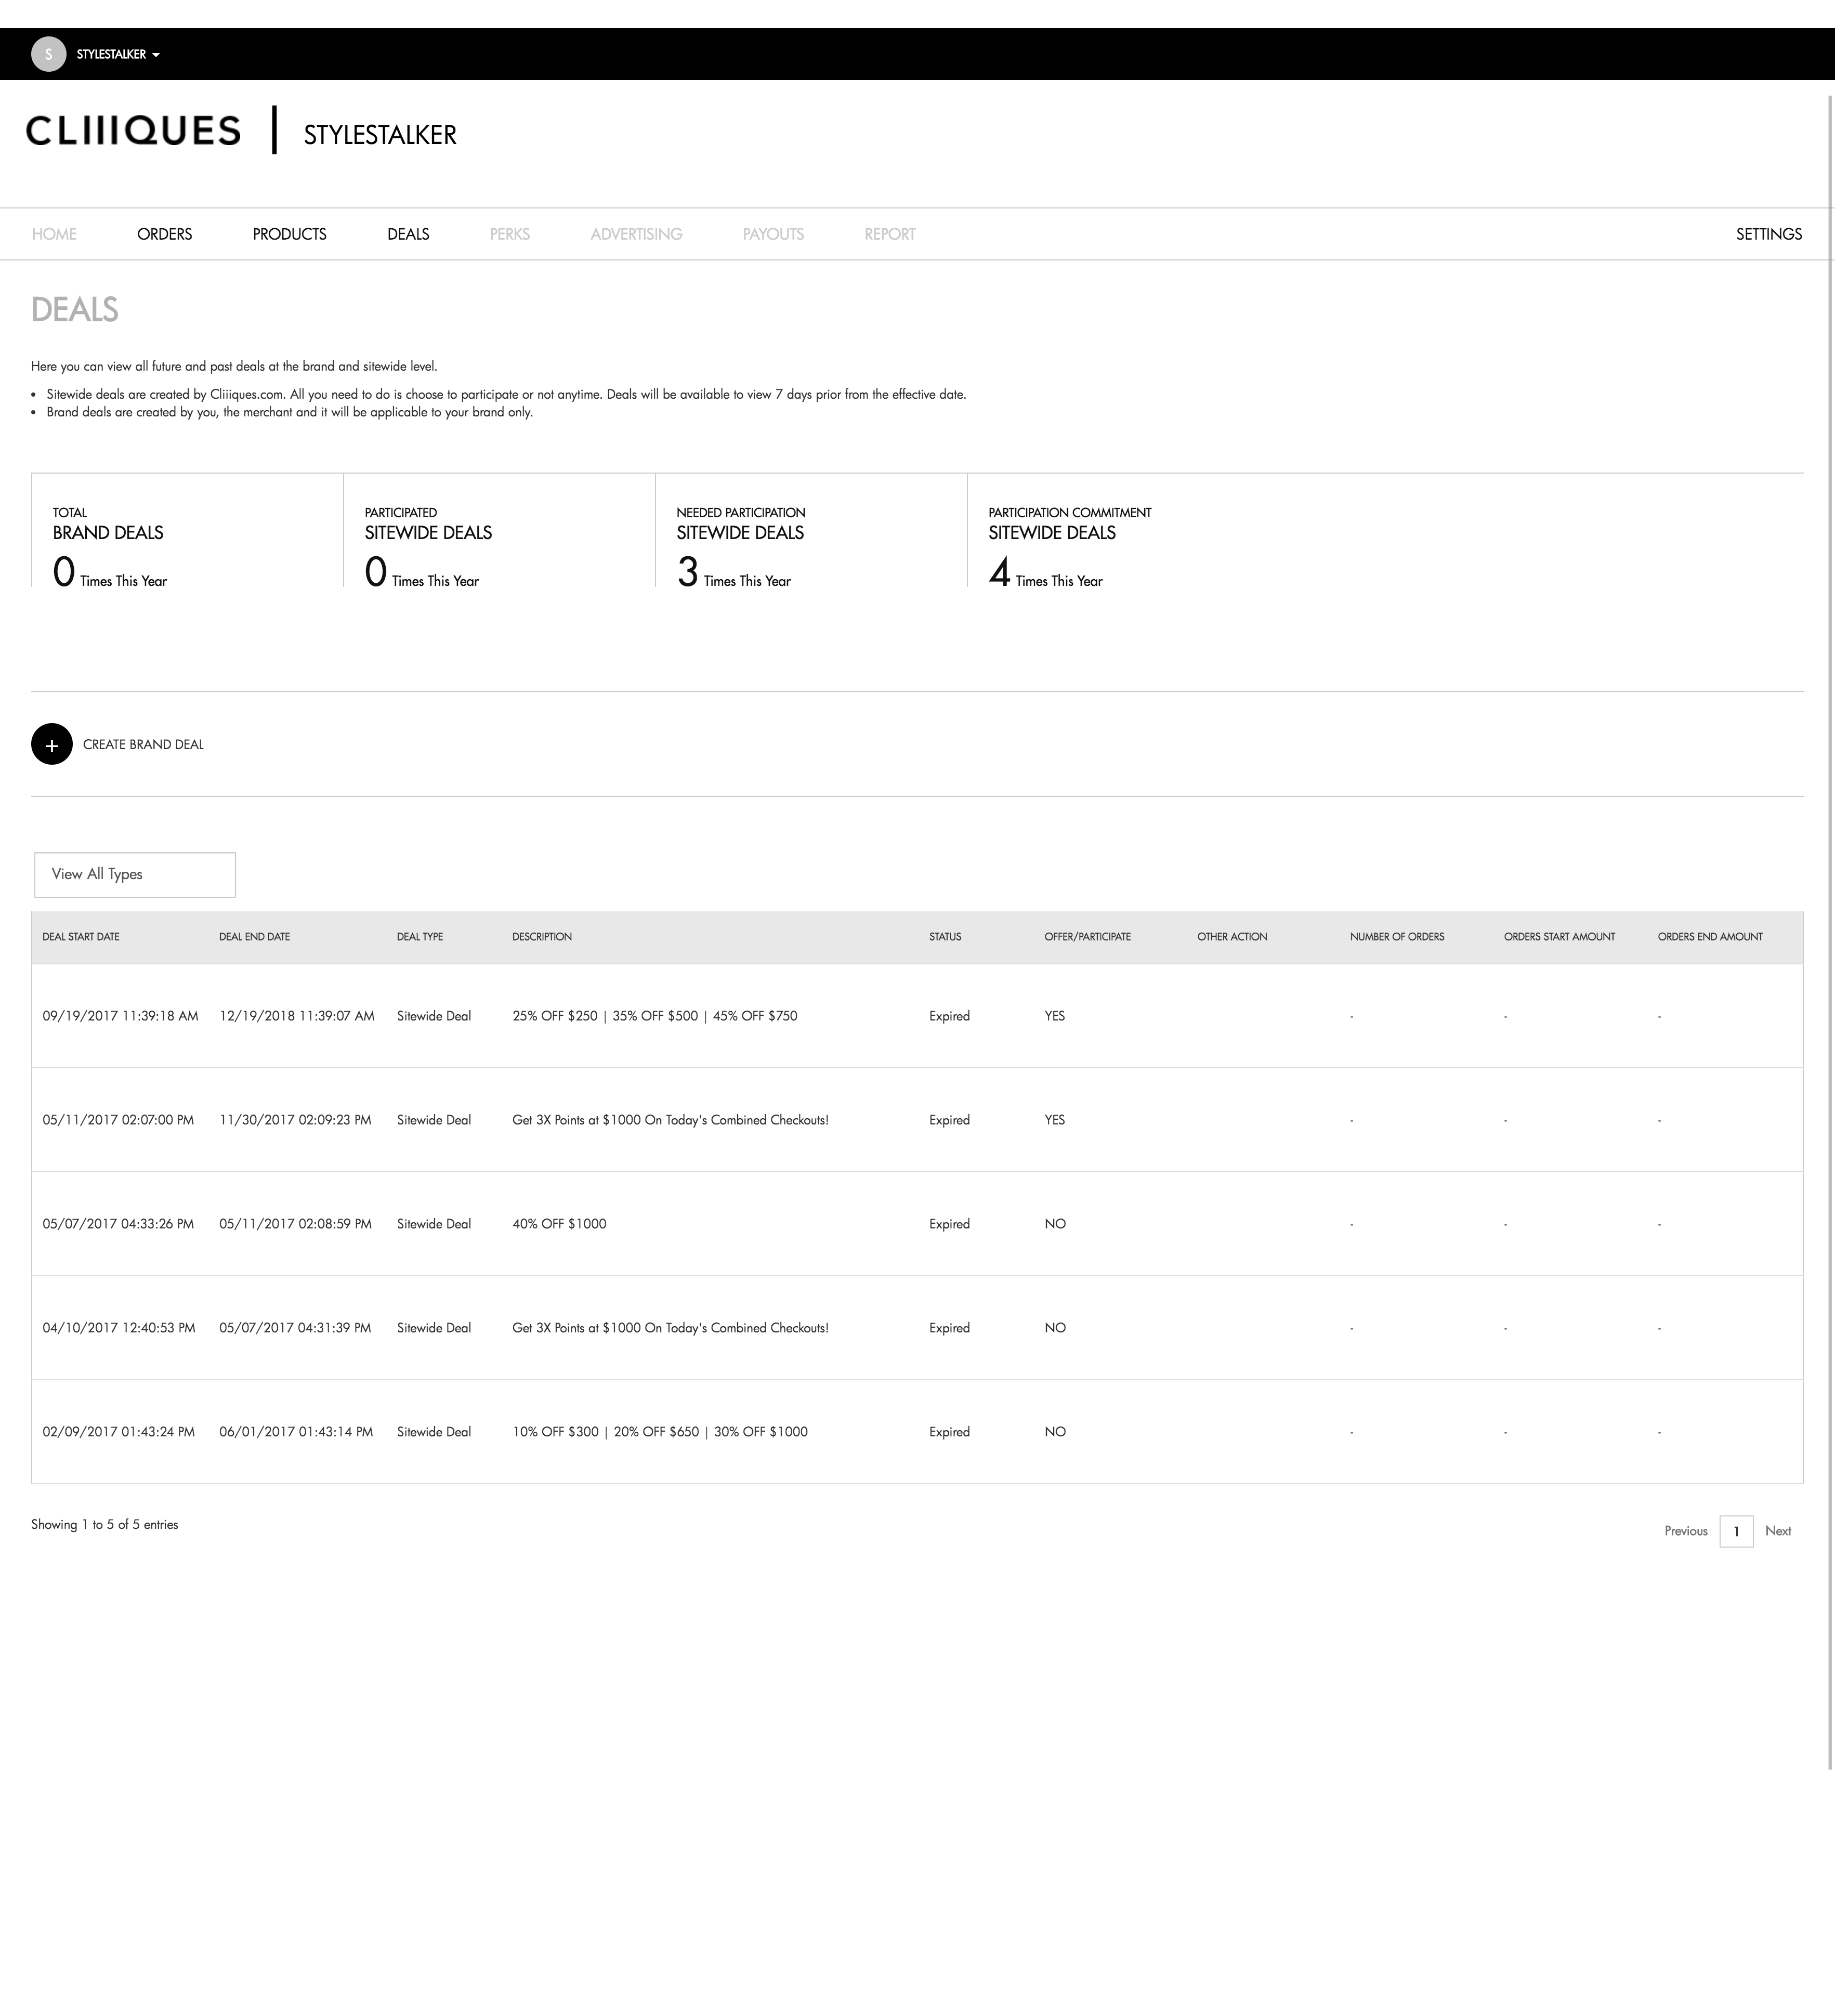 S STYLESTALKER
CLIIIQUES | STYLESTALKER
HOME ORDERS PRODUCTS DEALS PERKS ADVERTISING PAYOUTS REPORT SETTINGS
DEALS
Here you can view all future and past deals at the brand and sitewide level.
• Sitewide deals are created by Cliiiques.com. All you need to do is choose to participate or not anytime. Deals will be available to view 7 days prior from the effective date.
• Brand deals are created by you, the merchant and it will be applicable to your brand only.
TOTAL
BRAND DEALS
0 Times This Year
PARTICIPATED
SITEWIDE DEALS
0 Times This Year
NEEDED PARTICIPATION
SITEWIDE DEALS
3 Times This Year
PARTICIPATION COMMITMENT
SITEWIDE DEALS
4 Times This Year
+ CREATE BRAND DEAL
View All Types
DEAL START DATE DEAL END DATE DEAL TYPE DESCRIPTION STATUS OFFER/PARTICIPATE OTHER ACTION NUMBER OF ORDERS ORDERS START AMOUNT ORDERS END AMOUNT
09/19/2017 11:39:18 AM 12/19/2018 11:39:07 AM Sitewide Deal 25% OFF $250 | 35% OFF $500 | 45% OFF $750 Expired YES - - -
05/11/2017 02:07:00 PM 11/30/2017 02:09:23 PM Sitewide Deal Get 3X Points at $1000 On Today's Combined Checkouts! Expired YES - - -
05/07/2017 04:33:26 PM 05/11/2017 02:08:59 PM Sitewide Deal 40% OFF $1000 Expired NO - - -
04/10/2017 12:40:53 PM 05/07/2017 04:31:39 PM Sitewide Deal Get 3X Points at $1000 On Today's Combined Checkouts! Expired NO - - -
02/09/2017 01:43:24 PM 06/01/2017 01:43:14 PM Sitewide Deal 10% OFF $300 | 20% OFF $650 | 30% OFF $1000 Expired NO - - -
Showing 1 to 5 of 5 entries
Previous 1 Next